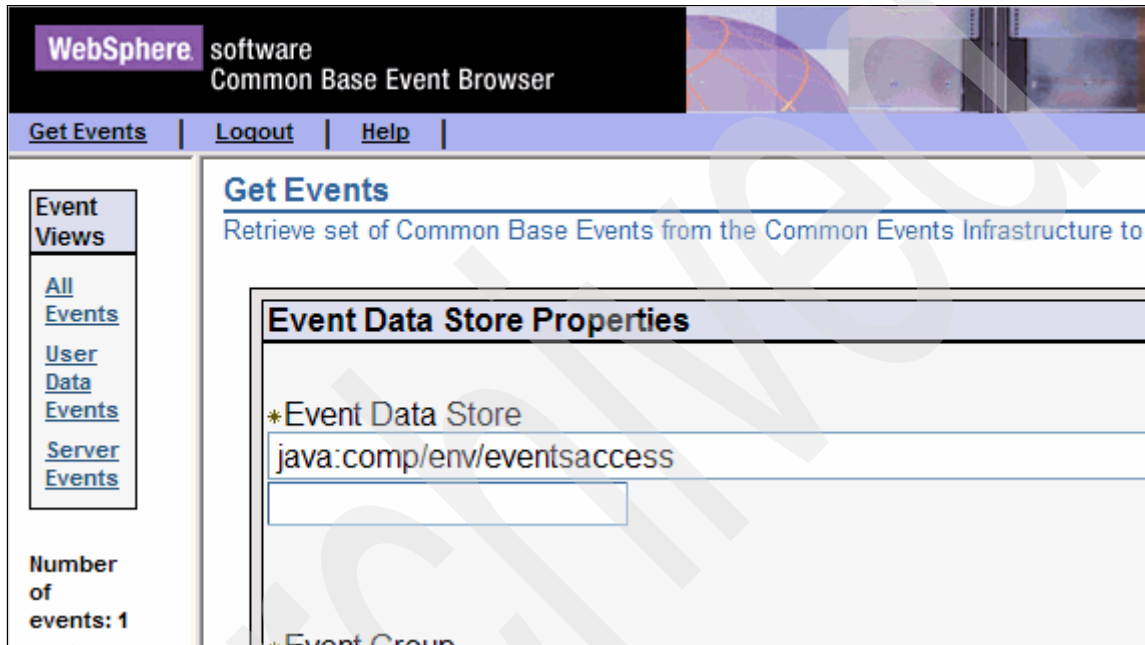 WebSphere. software
Common Base Event Browser
Get Events | Logout | Help |
Event
Views
All
Events
User
Data
Events
Server
Events
Number
of
events: 1
Get Events
Retrieve set of Common Base Events from the Common Events Infrastructure to
Event Data Store Properties
*Event Data Store
java:comp/env/eventsaccess
*Event Group